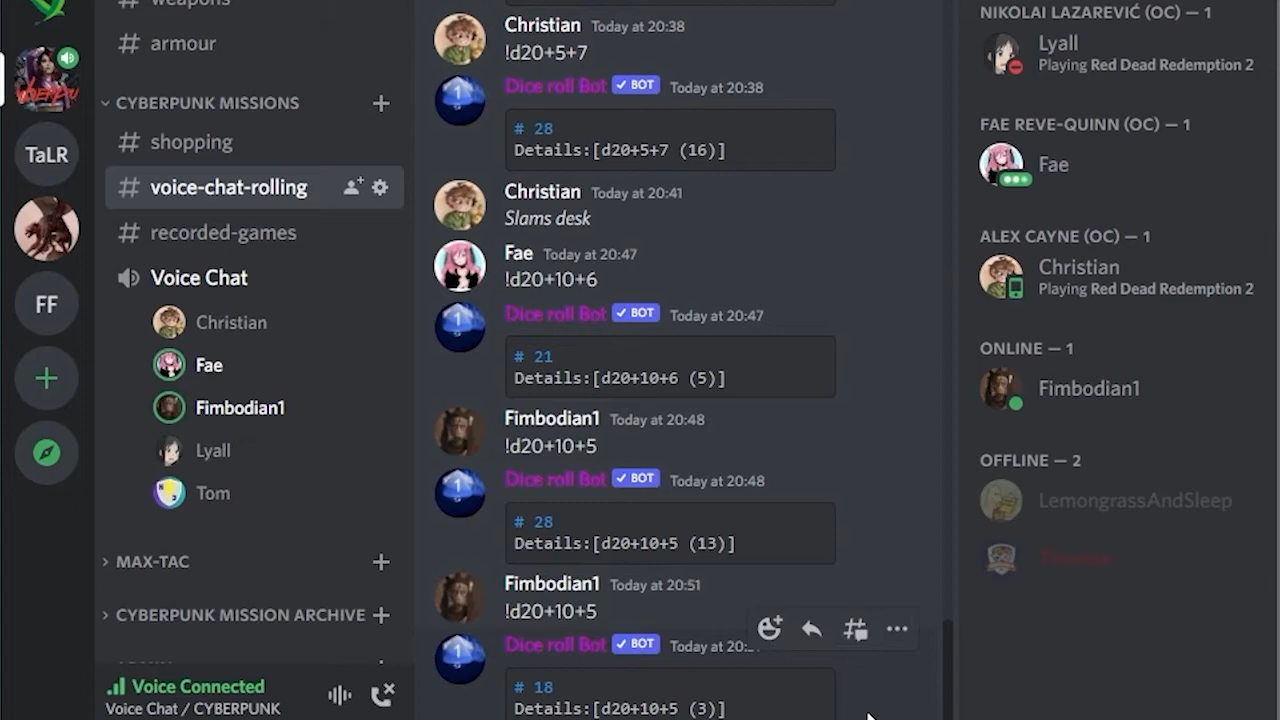 TaLR
FF
weapons
armour
CYBERPUNK MISSIONS
shopping
voice-chat-rolling
recorded-games
Voice Chat
Christian
Fae
Fimbodian1
Lyall
Tom
MAX-TAC
CYBERPUNK MISSION ARCHIVE
Voice Connected
Voice Chat / CYBERPUNK
Christian Today at 20:38
!d20+5+7
Dice roll Bot ✓ BOT Today at 20:38
# 28
Details:[d20+5+7 (16)]
Christian Today at 20:41
Slams desk
Fae Today at 20:47
!d20+10+6
Dice roll Bot ✓ BOT Today at 20:47
# 21
Details:[d20+10+6 (5)]
Fimbodian1 Today at 20:48
!d20+10+5
Dice roll Bot ✓ BOT Today at 20:48
# 28
Details:[d20+10+5 (13)]
Fimbodian1 Today at 20:51
!d20+10+5
Dice roll Bot ✓ BOT Today at
# 18
Details:[d20+10+5 (3)]
NIKOLAI LAZAREVIĆ (OC) — 1
Lyall
Playing Red Dead Redemption 2
FAE REVE-QUINN (OC) — 1
Fae
ALEX CAYNE (OC) — 1
Christian
Playing Red Dead Redemption 2
ONLINE — 1
Fimbodian1
OFFLINE — 2
LemongrassAndSleep